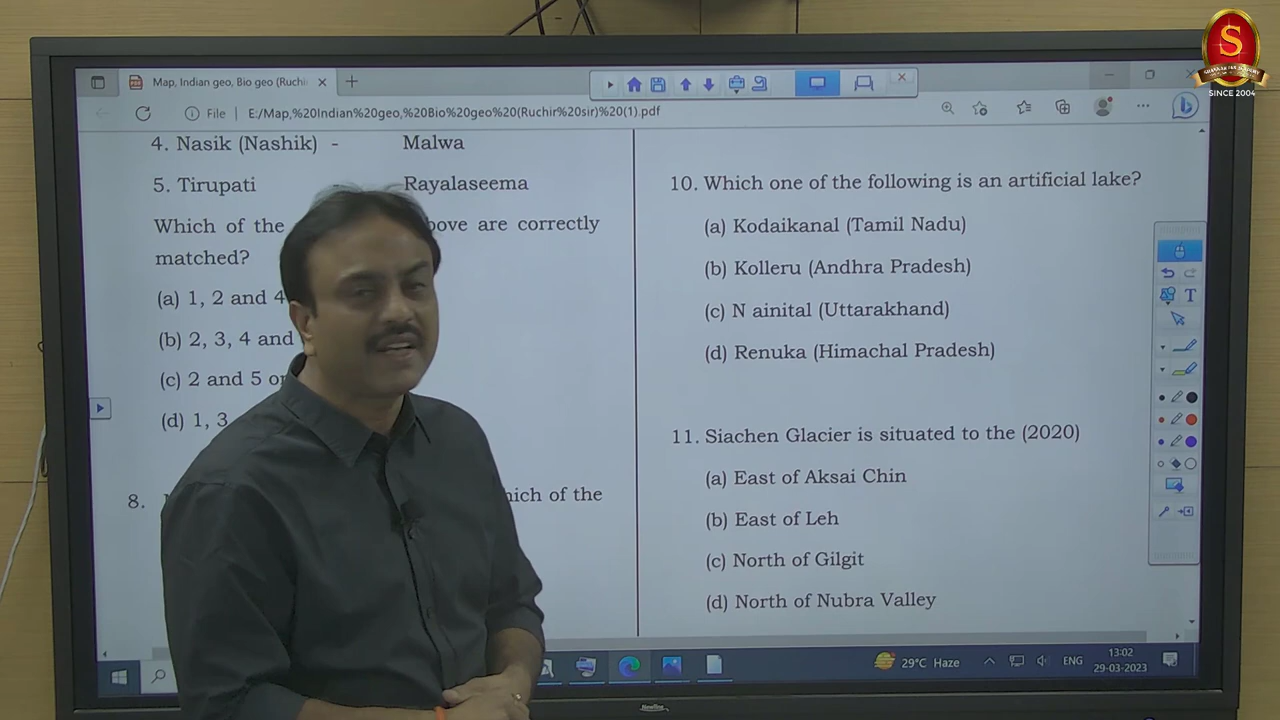 S
SINCE 2004
Map, Indian geo, Bio geo (Ruchi
File
E:/Map,%20Indian%20geo,%20Bio%20geo%20(Ruchir%20sir)%20(1).pdf
4. Nasik (Nashik) - Malwa
5. Tirupati Rayalaseema
Which of the bove are correctly
matched?
(a) 1, 2 and 4
(b) 2, 3, 4 and
(c) 2 and 5 or
(d) 1, 3
8. hich of the
10. Which one of the following is an artificial lake?
(a) Kodaikanal (Tamil Nadu)
(b) Kolleru (Andhra Pradesh)
(c) N ainital (Uttarakhand)
(d) Renuka (Himachal Pradesh)
11. Siachen Glacier is situated to the (2020)
(a) East of Aksai Chin
(b) East of Leh
(c) North of Gilgit
(d) North of Nubra Valley
T
29°C Haze
ENG
13:02
29-03-2023